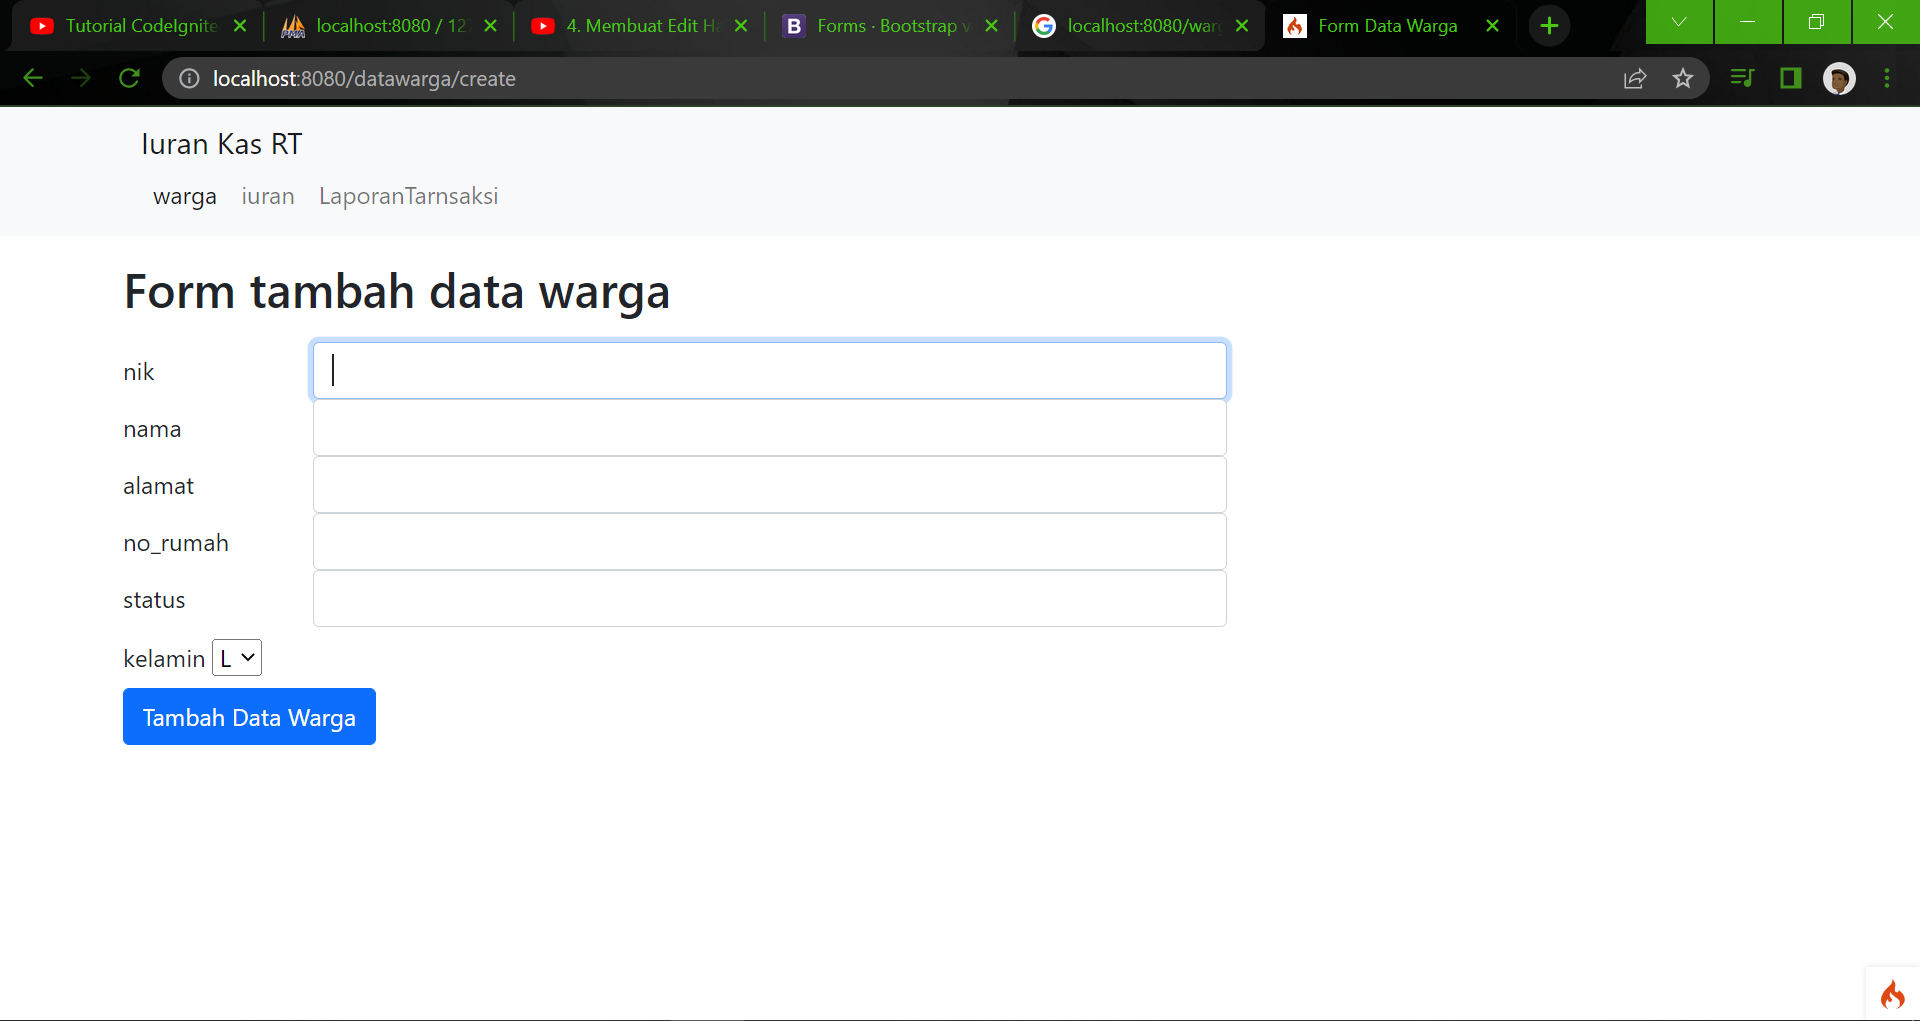 Tutorial CodeIgnite
localhost:8080 / 12
4. Membuat Edit H
Forms · Bootstrap v
localhost:8080/warg
Form Data Warga
localhost:8080/datawarga/create
Iuran Kas RT
warga iuran LaporanTarnsaksi
Form tambah data warga
nik
nama
alamat
no_rumah
status
kelamin L
Tambah Data Warga